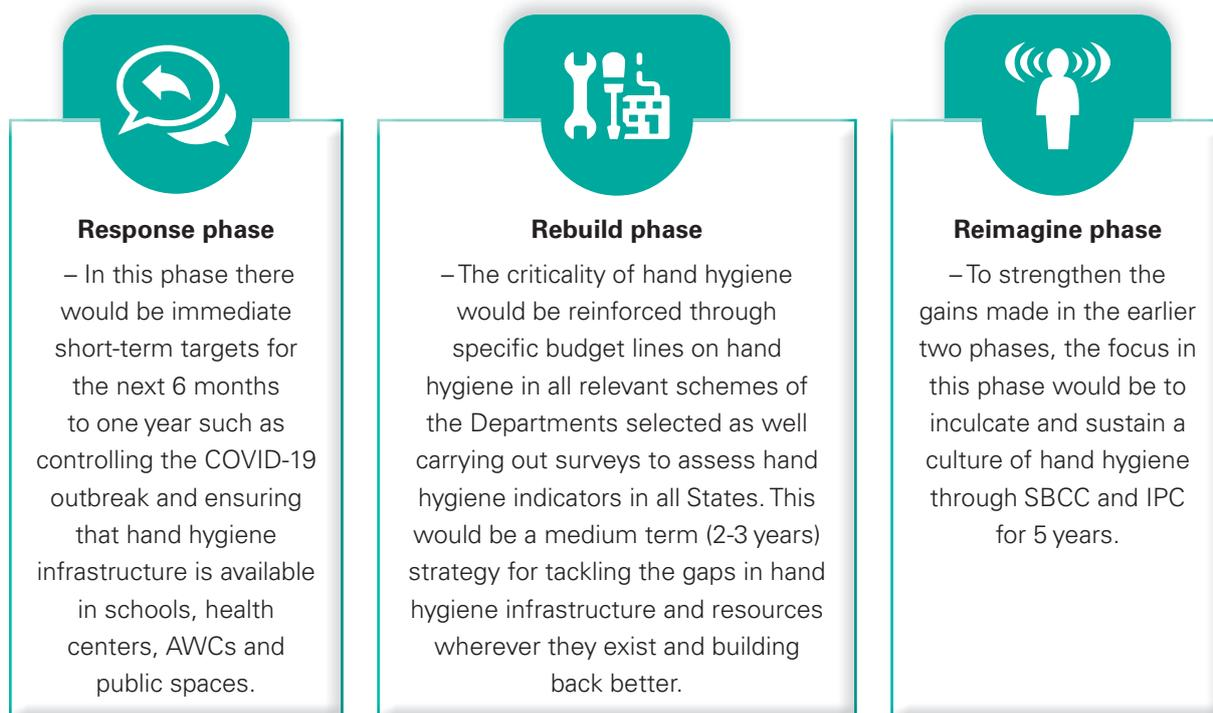 Response phase
– In this phase there
would be immediate
short-term targets for
the next 6 months
to one year such as
controlling the COVID-19
outbreak and ensuring
that hand hygiene
infrastructure is available
in schools, health
centers, AWCs and
public spaces.
Rebuild phase
– The criticality of hand hygiene
would be reinforced through
specific budget lines on hand
hygiene in all relevant schemes of
the Departments selected as well
carrying out surveys to assess hand
hygiene indicators in all States. This
would be a medium term (2-3 years)
strategy for tackling the gaps in hand
hygiene infrastructure and resources
wherever they exist and building
back better.
Reimagine phase
– To strengthen the
gains made in the earlier
two phases, the focus in
this phase would be to
inculcate and sustain a
culture of hand hygiene
through SBCC and IPC
for 5 years.